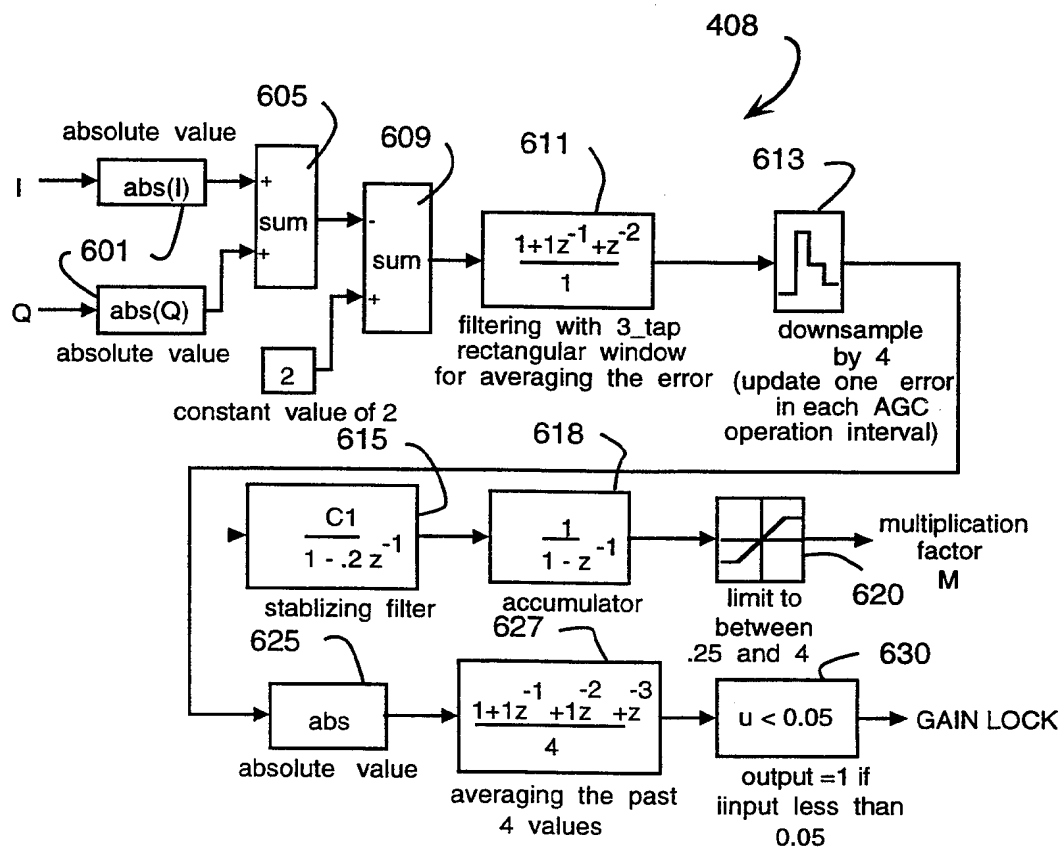 408
605
609
611
613
absolute value
I
abs(I)
+
sum
+
601
Q
abs(Q)
absolute value
-
sum
+
2
constant value of 2
1+1z^-1+z^-2
1
filtering with 3_tap
rectangular window
for averaging the error
downsample
by 4
(update one error
in each AGC
operation interval)
615
618
C1
1 - .2 z^-1
stablizing filter
1
1 - z^-1
accumulator
multiplication
factor
M
620
limit to
between
.25 and 4
625
627
630
abs
absolute value
1+1z^-1+1z^-2+z^-3
4
averaging the past
4 values
u < 0.05
GAIN LOCK
output =1 if
iinput less than
0.05